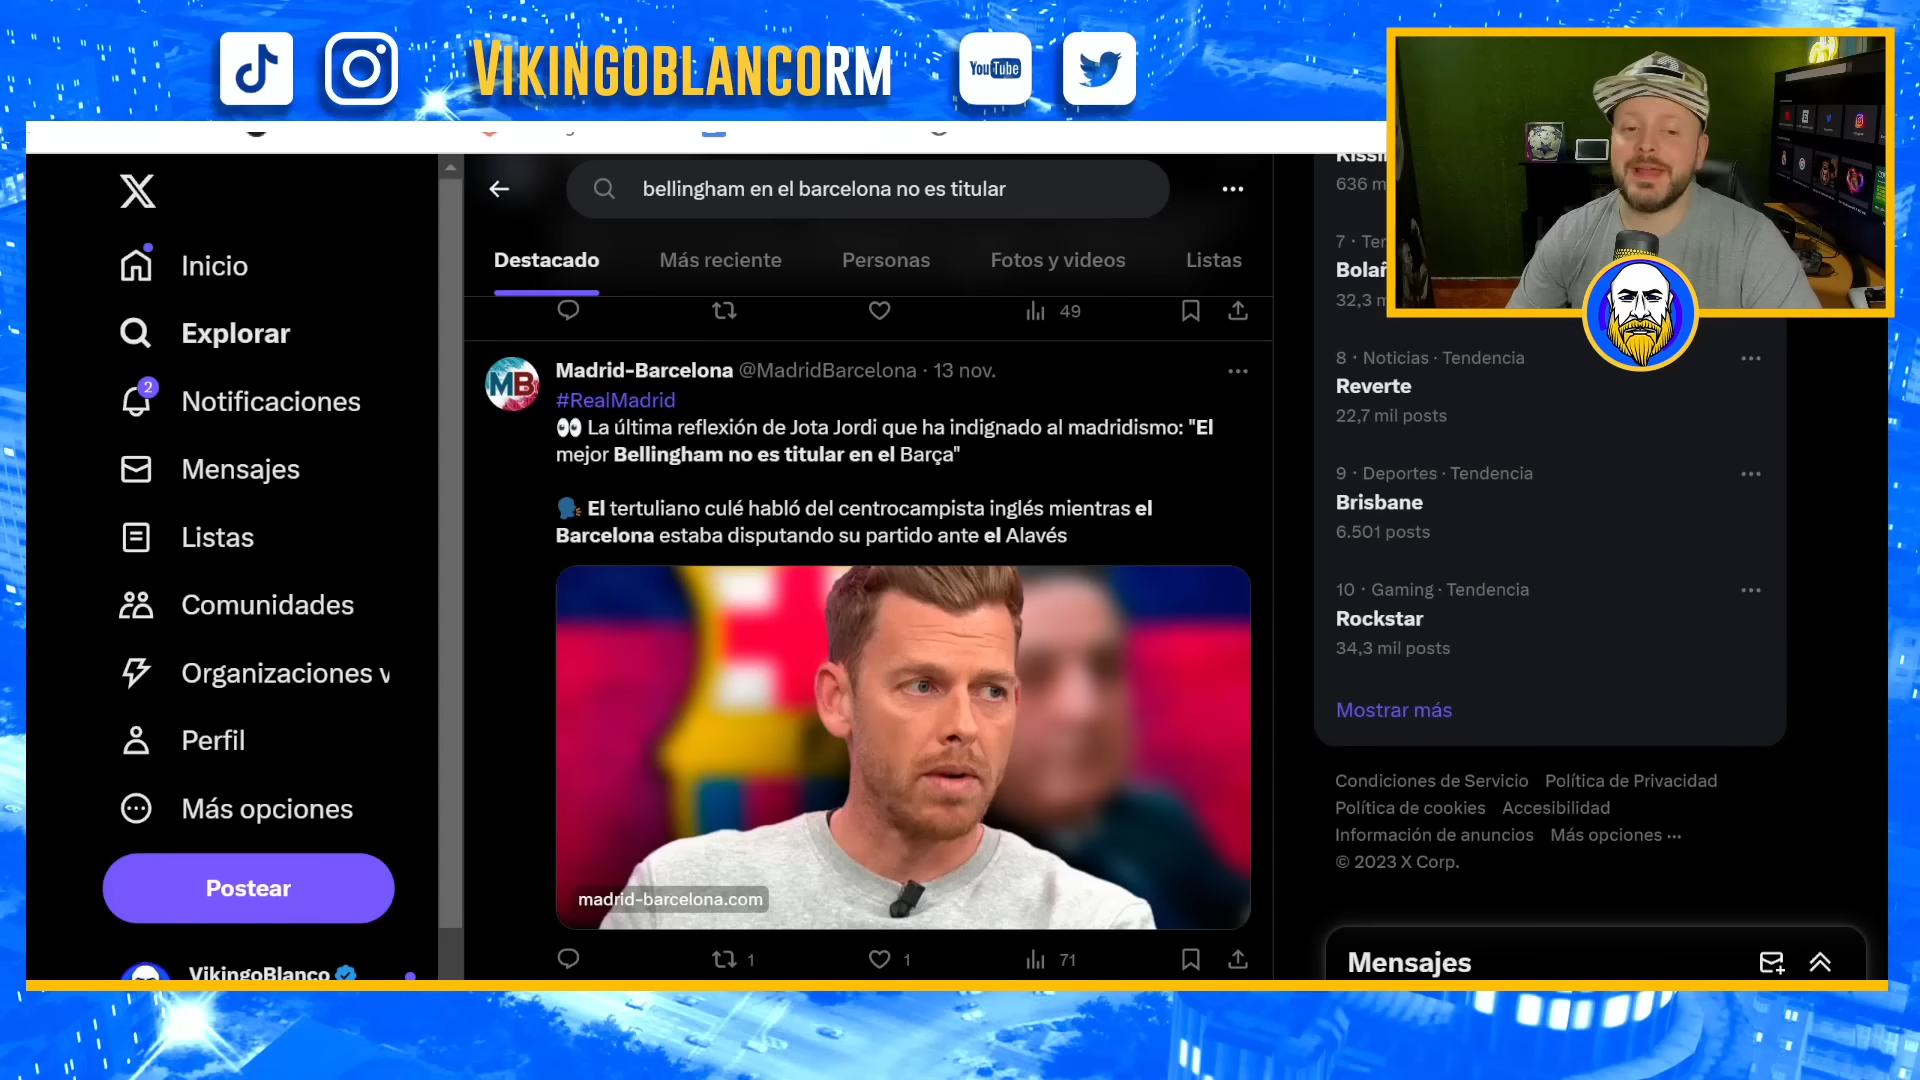 VIKINGOBLANCORM
You Tube
bellingham en el barcelona no es titular
Destacado
Más reciente
Personas
Fotos y videos
Listas
Inicio
Explorar
2
Notificaciones
Mensajes
Listas
Comunidades
Organizaciones v
Perfil
Más opciones
Postear
VikingoBlanco
49
MB
Madrid-Barcelona @MadridBarcelona · 13 nov.
#RealMadrid
👀 La última reflexión de Jota Jordi que ha indignado al madridismo: "El
mejor Bellingham no es titular en el Barça"
🗣 El tertuliano culé habló del centrocampista inglés mientras el
Barcelona estaba disputando su partido ante el Alavés
madrid-barcelona.com
1
1
71
636 m
7 · Ter
Bolañ
32,3 m
8 · Noticias · Tendencia
Reverte
22,7 mil posts
9 · Deportes · Tendencia
Brisbane
6.501 posts
10 · Gaming · Tendencia
Rockstar
34,3 mil posts
Mostrar más
Condiciones de Servicio Política de Privacidad
Política de cookies Accesibilidad
Información de anuncios Más opciones ···
© 2023 X Corp.
Mensajes